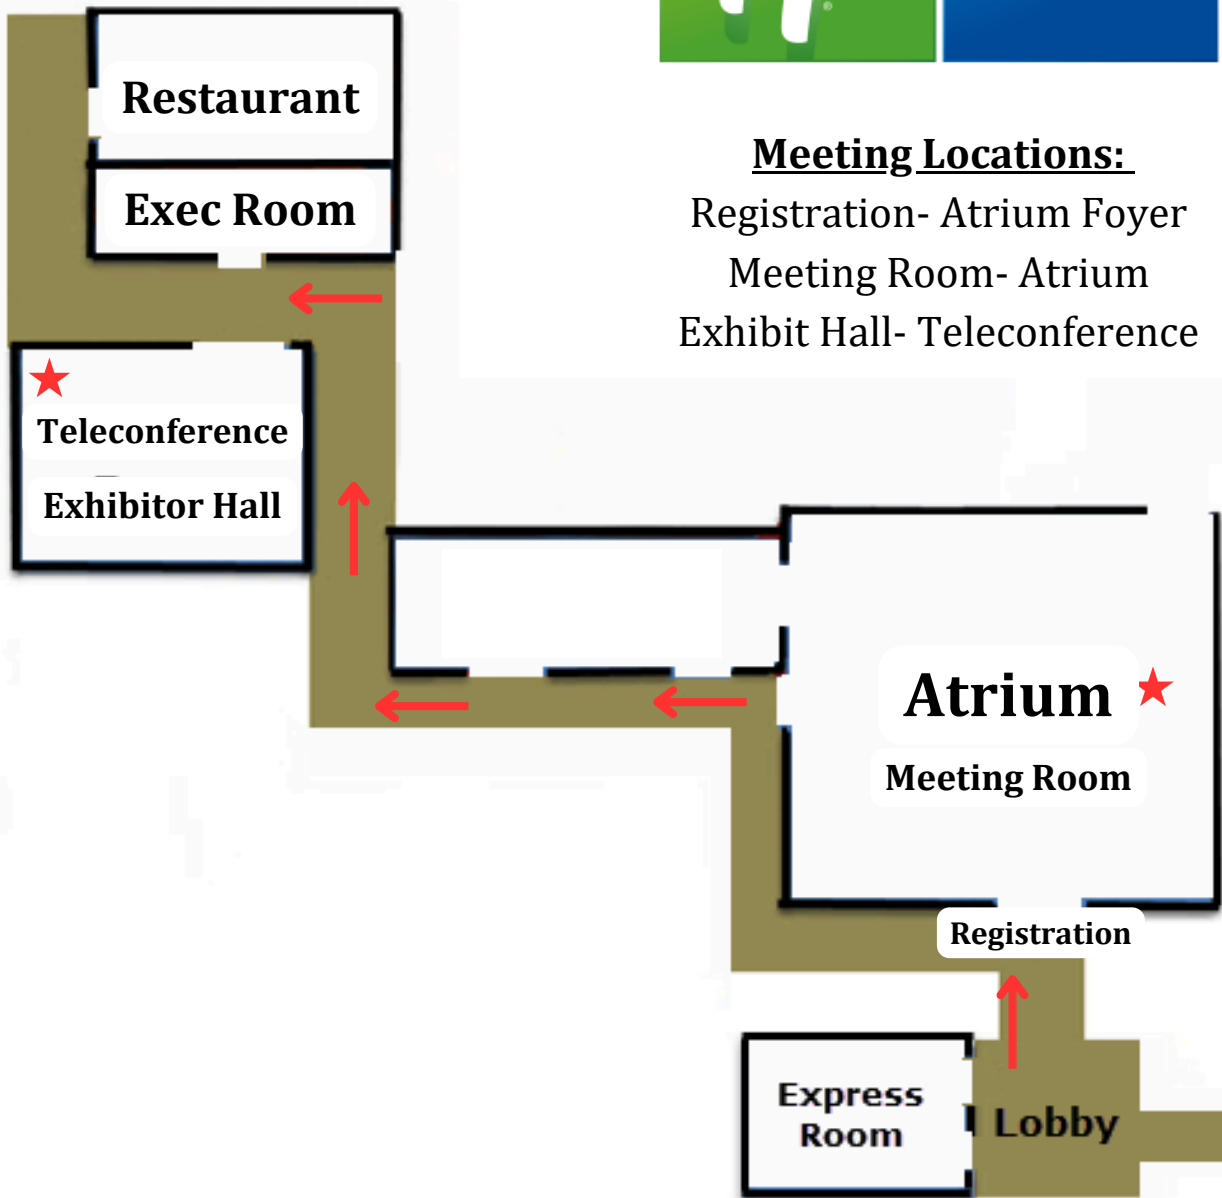 Restaurant
Exec Room
Meeting Locations:
Registration- Atrium Foyer
Meeting Room- Atrium
Exhibit Hall- Teleconference
Teleconference
Exhibitor Hall
Atrium
Meeting Room
Registration
Express
Room
Lobby